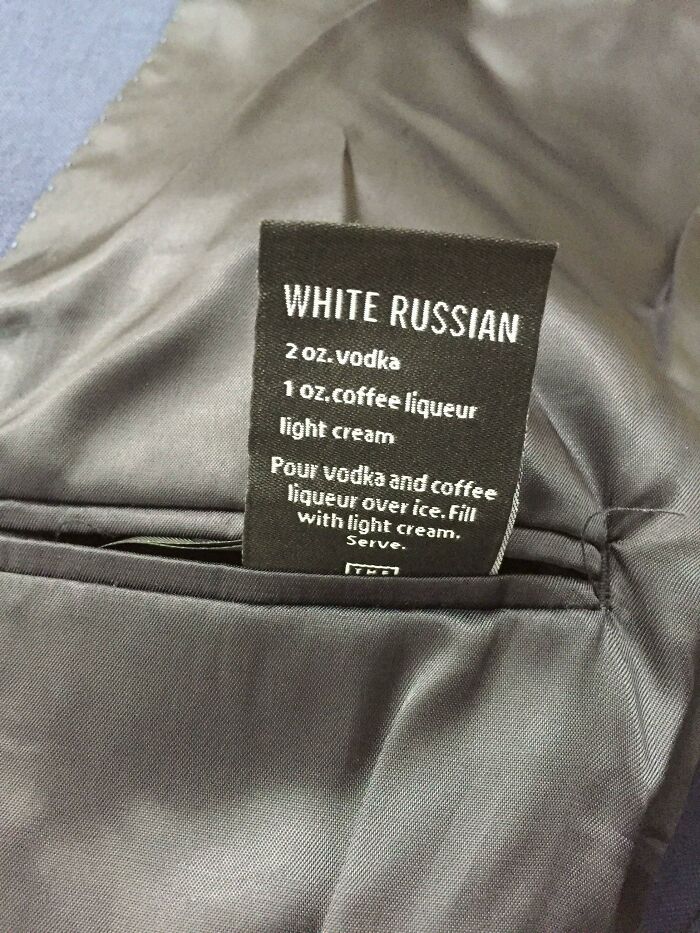 WHITE RUSSIAN
2 oz.vodka
1 oz.coffee liqueur
light cream
Pour vodka and coffee
liqueur over ice. Fill
with light cream.
Serve.
THE